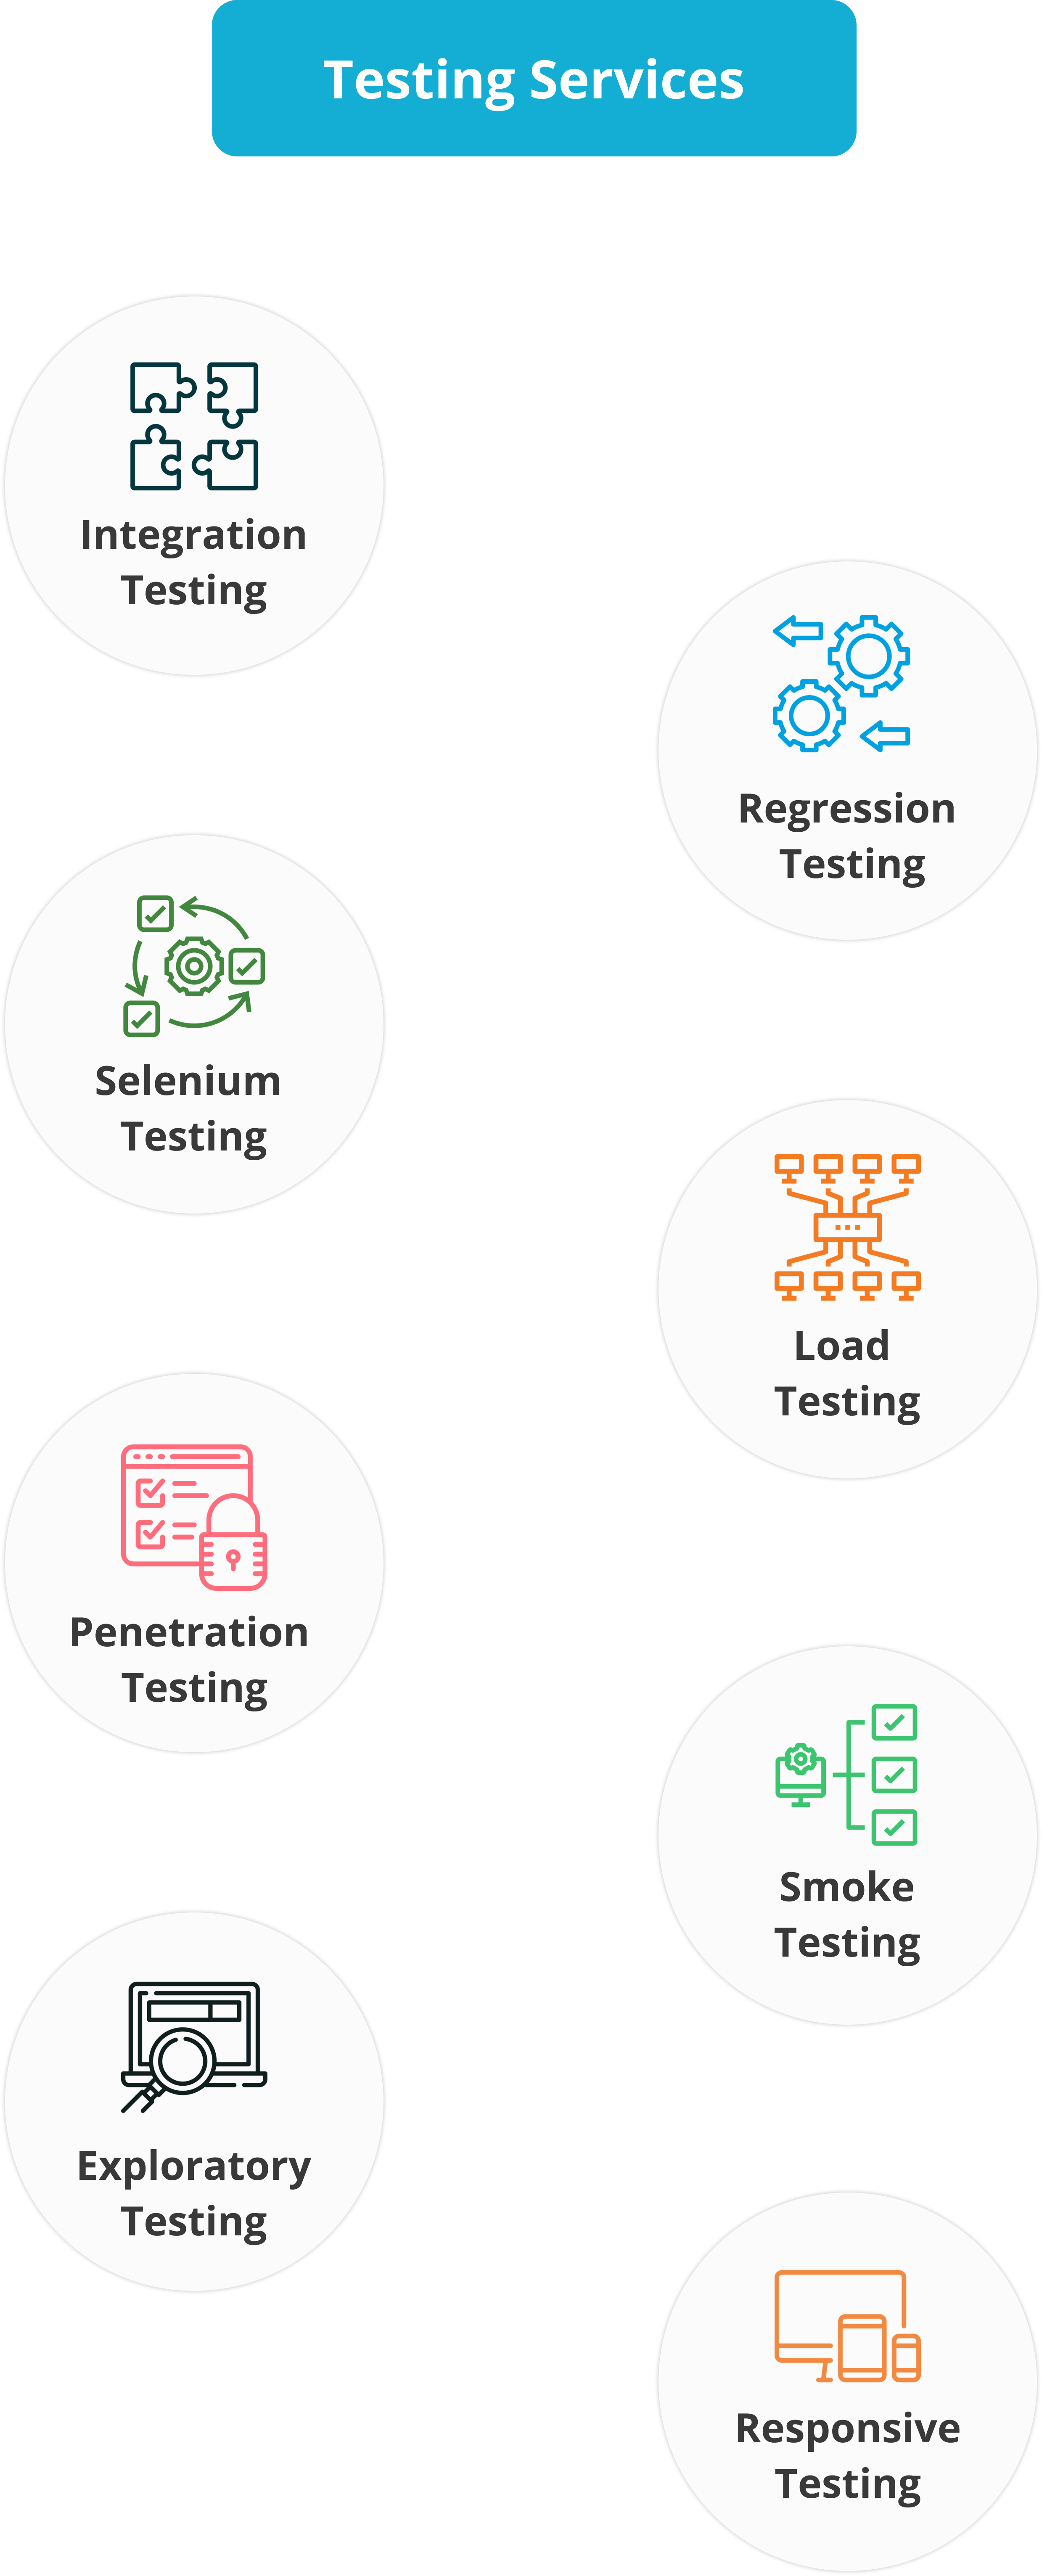 Testing Services
Integration
Testing
Regression
Testing
Selenium
Testing
Load
Testing
Penetration
Testing
Smoke
Testing
Exploratory
Testing
Responsive
Testing